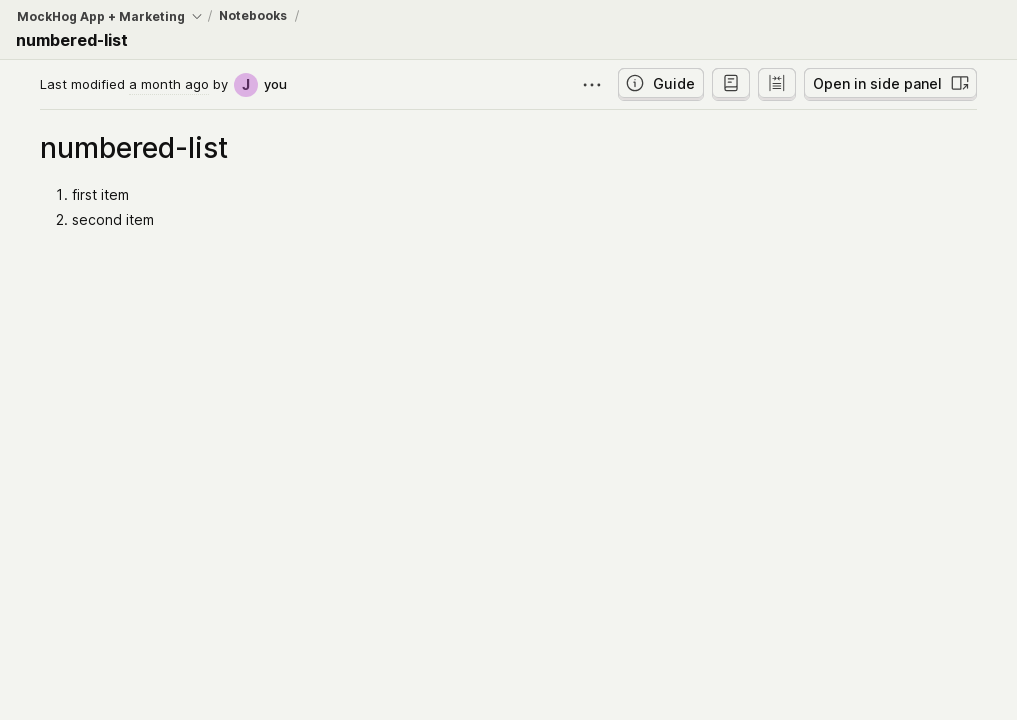 MockHog App + Marketing / Notebooks /
numbered-list
Last modified a month ago by J you
Guide
Open in side panel
numbered-list
1. first item
2. second item